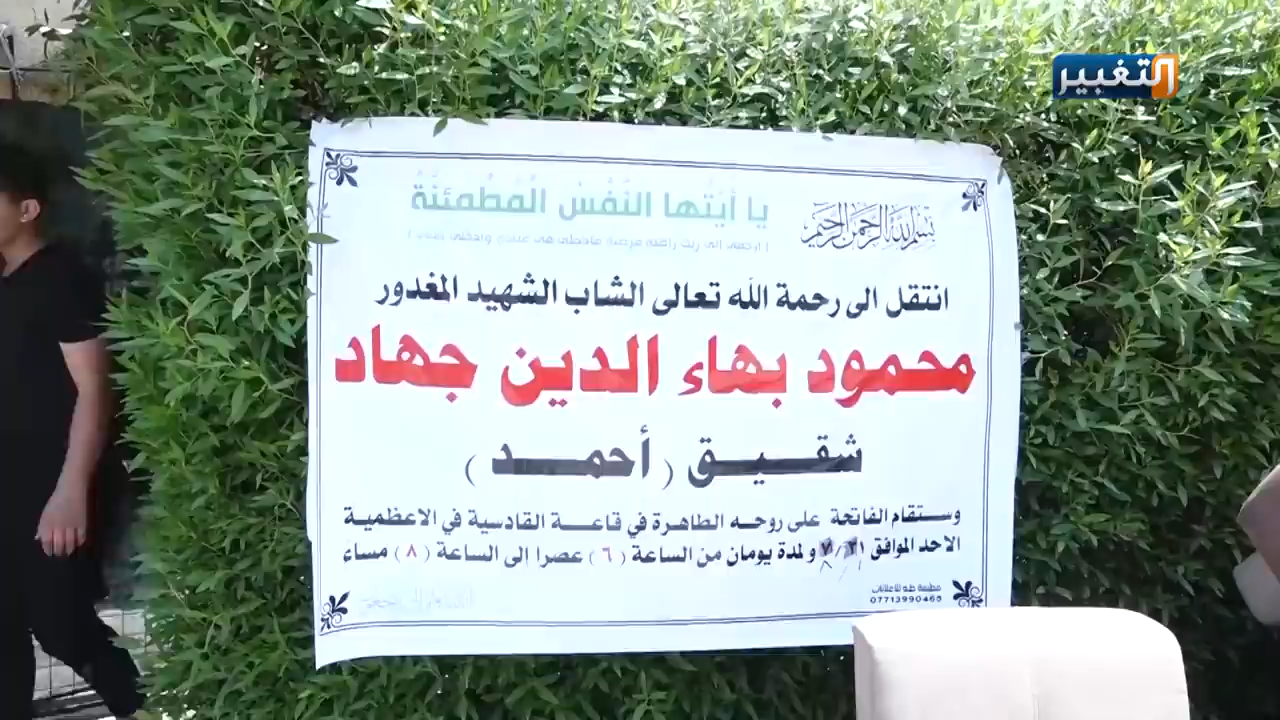 التغيير
بسم الله الرحمن الرحيم
يا أيتها النفس المطمئنة
انتقل الى رحمة الله تعالى الشاب الشهيد المغدور
محمود بهاء الدين جهاد
شقيق ( أحمد )
وستقام الفاتحة على روحه الطاهرة في قاعة القادسية في الاعظمية
الاحد الموافق ولمدة يومان من الساعة (٦) عصرا إلى الساعة (٨) مساءً
07713990465